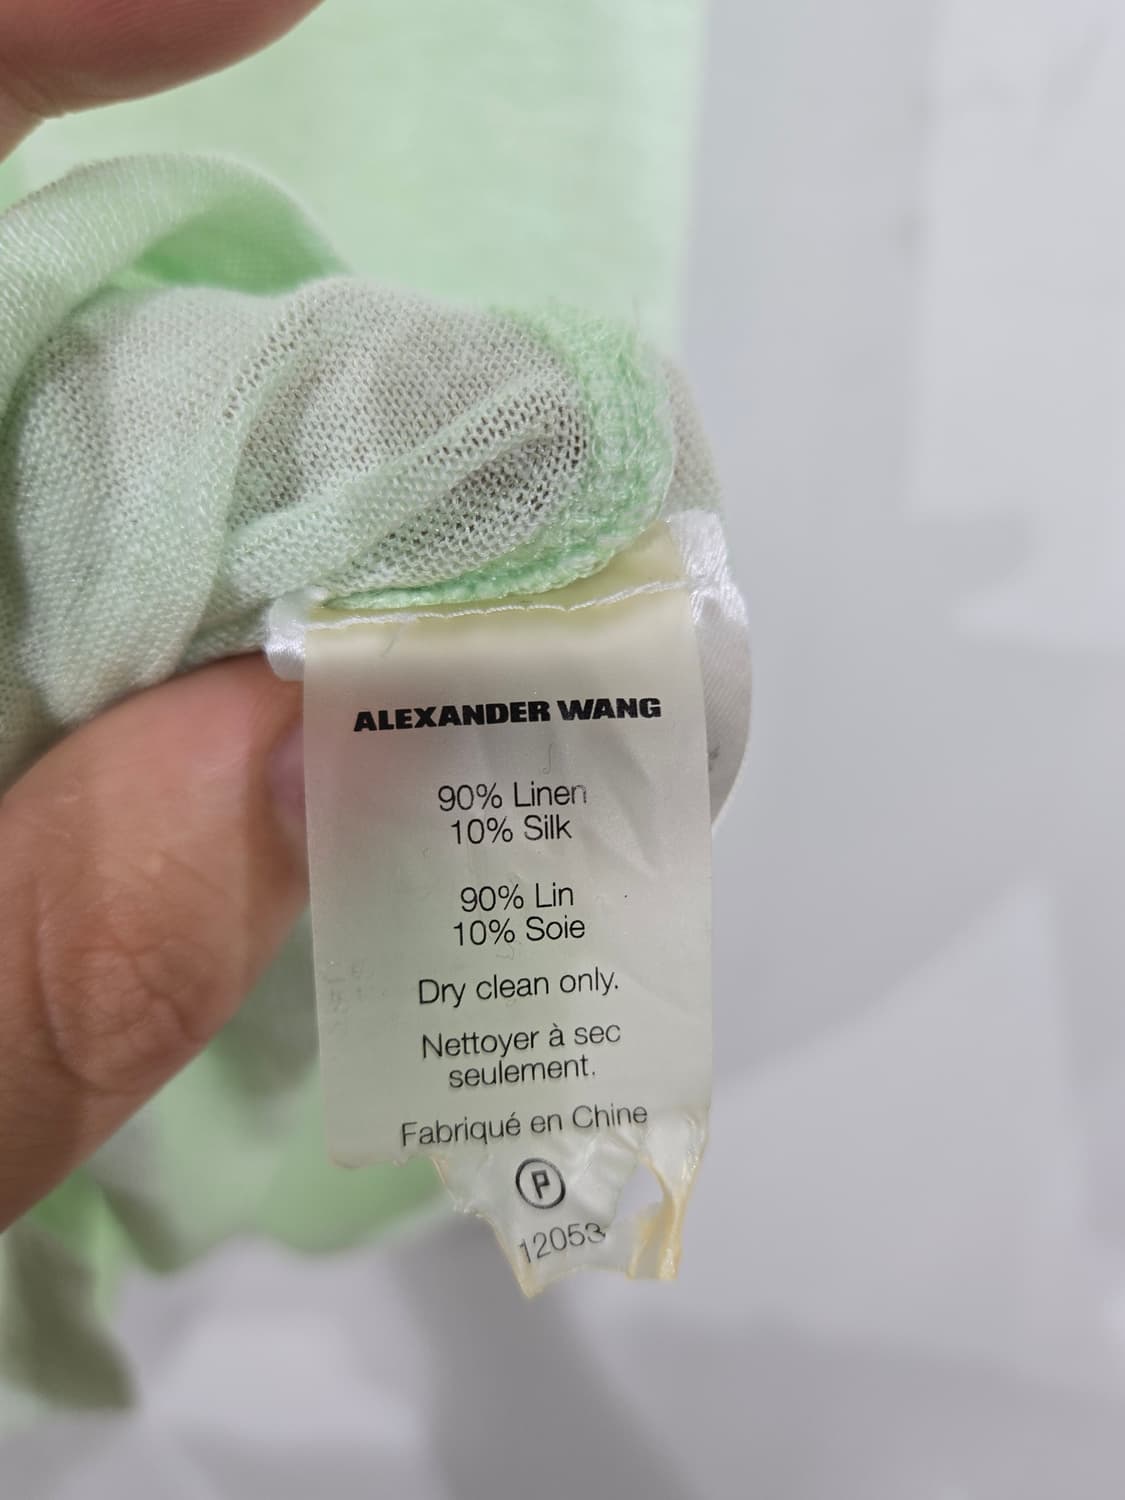 ALEXANDER WANG
90% Linen
10% Silk
90% Lin
10% Soie
Dry clean only.
Nettoyer à sec
seulement.
Fabriqué en Chine
P
12053